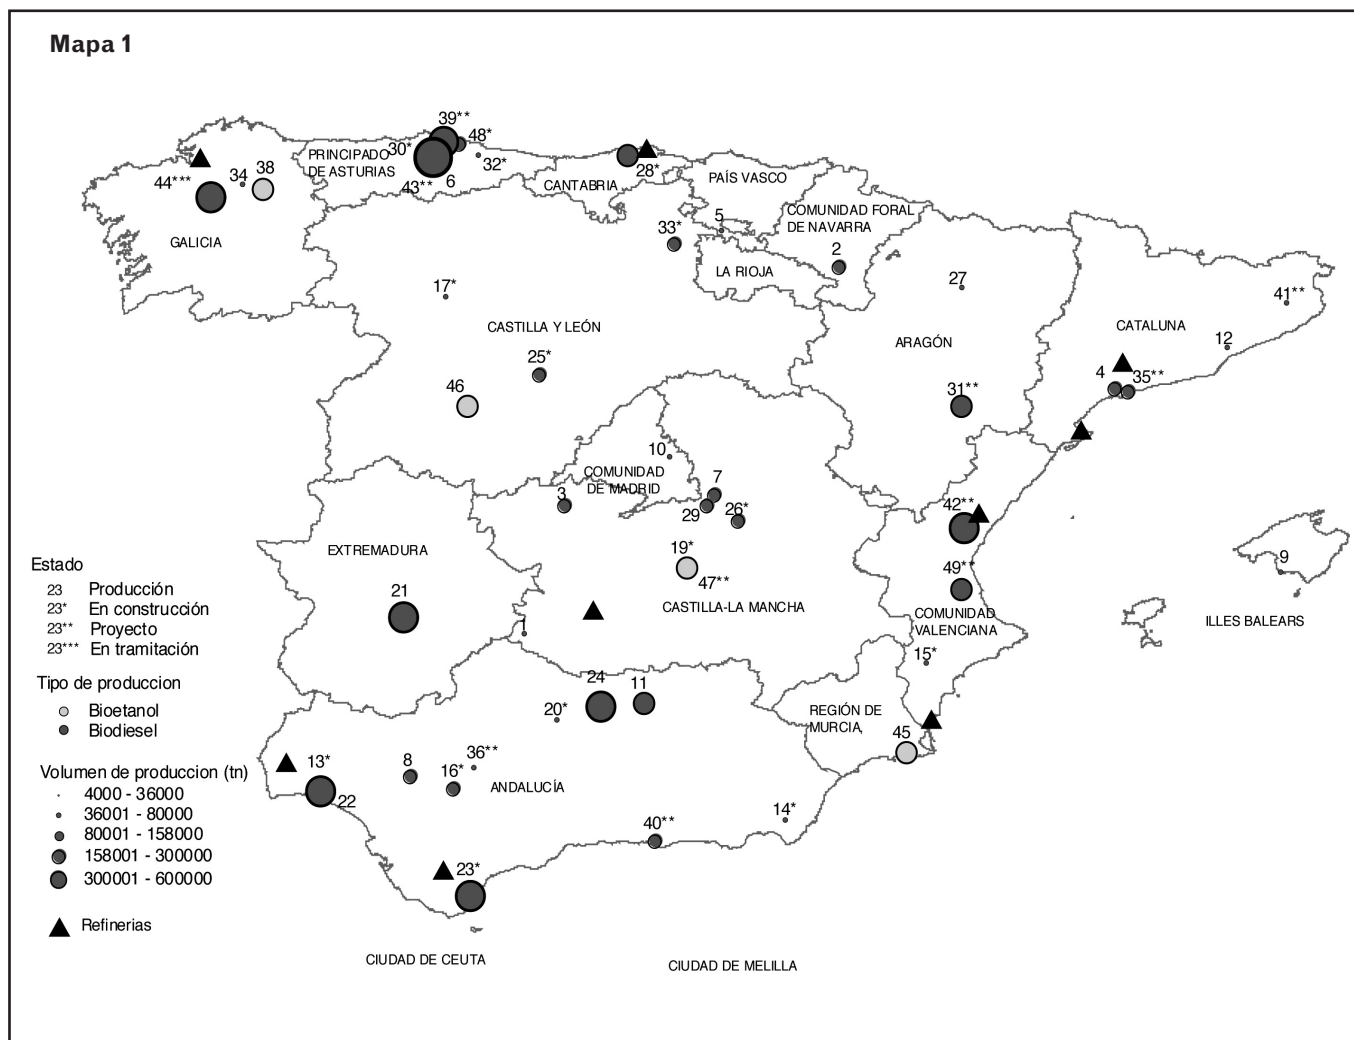 Mapa 1
39**
48*
30*
PRINCIPADO
DE ASTURIAS
32*
43**
6
28*
CANTABRIA
PAÍS VASCO
34
38
44***
GALICIA
COMUNIDAD FORAL
DE NAVARRA
5
33*
2
LA RIOJA
17*
27
41**
CASTILLA Y LEÓN
CATALUNA
ARAGÓN
12
25*
46
4
35**
31**
10
COMUNIDAD
DE MADRID
3
7
29
26*
42**
EXTREMADURA
19*
47**
CASTILLA-LA MANCHA
49**
COMUNIDAD
VALENCIANA
9
ILLES BALEARS
21
1
15*
24
11
20*
REGIÓN DE
MURCIA,
45
13*
22
8
16*
36**
ANDALUCÍA
14*
40**
23*
CIUDAD DE CEUTA
CIUDAD DE MELILLA
Estado
23 Producción
23* En construcción
23** Proyecto
23*** En tramitación
Tipo de produccion
Bioetanol
Biodiesel
Volumen de produccion (tn)
4000 - 36000
36001 - 80000
80001 - 158000
158001 - 300000
300001 - 600000
Refinerias